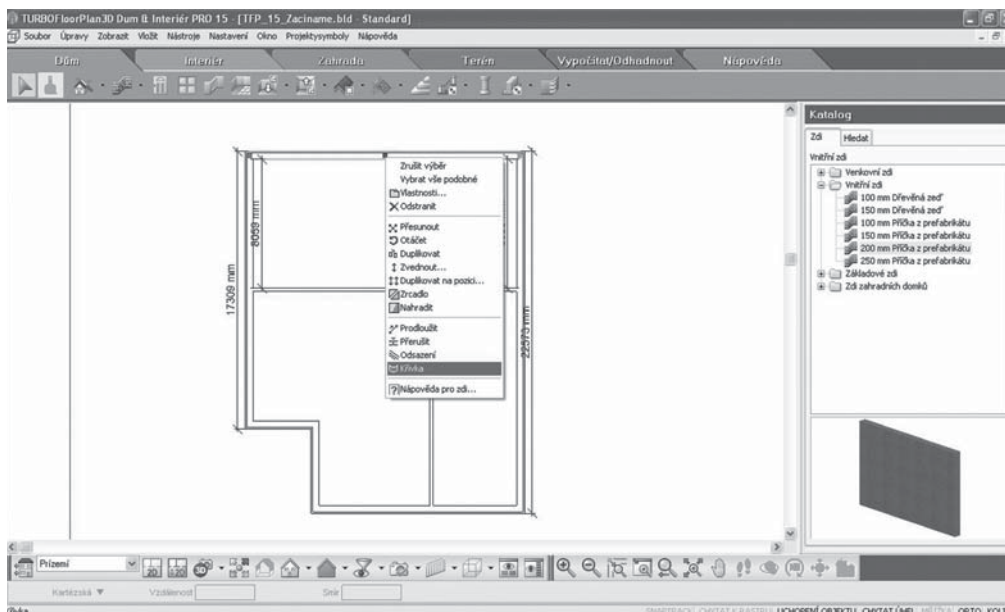 TURBOFloorPlan3D Dum & Interiér PRO 15 - [TFP_15_Zaciname.bld - Standard]
Soubor Úpravy Zobrazit Vložit Nástroje Nastavení Okno Projektysymboly Nápověda
Dům Interiér Zahrada Terén Vypočítat/Odhadnout Nápověda
Katalog
Zdi Hledat
Vnitřní zdi
Venkovní zdi
Vnitřní zdi
100 mm Dřevěná zeď
150 mm Dřevěná zeď
100 mm Příčka z prefabrikátu
150 mm Příčka z prefabrikátu
200 mm Příčka z prefabrikátu
250 mm Příčka z prefabrikátu
Základové zdi
Zdi zahradních domků
8059 mm
17309 mm
22573 mm
Zrušit výběr
Vybrat vše podobné
Vlastnosti...
Odstranit
Přesunout
Otáčet
Duplikovat
Zvednout...
Duplikovat na pozici...
Zrcadlo
Nahradit
Prodloužit
Přerušit
Odsazení
Křivka
Nápověda pro zdi...
Prízemí
2D 3D
Kartézská Vzdálenost Směr
UCHOPENÍ OBJEKTU CHYTAT ÚHEL MŘÍŽKA ORTO